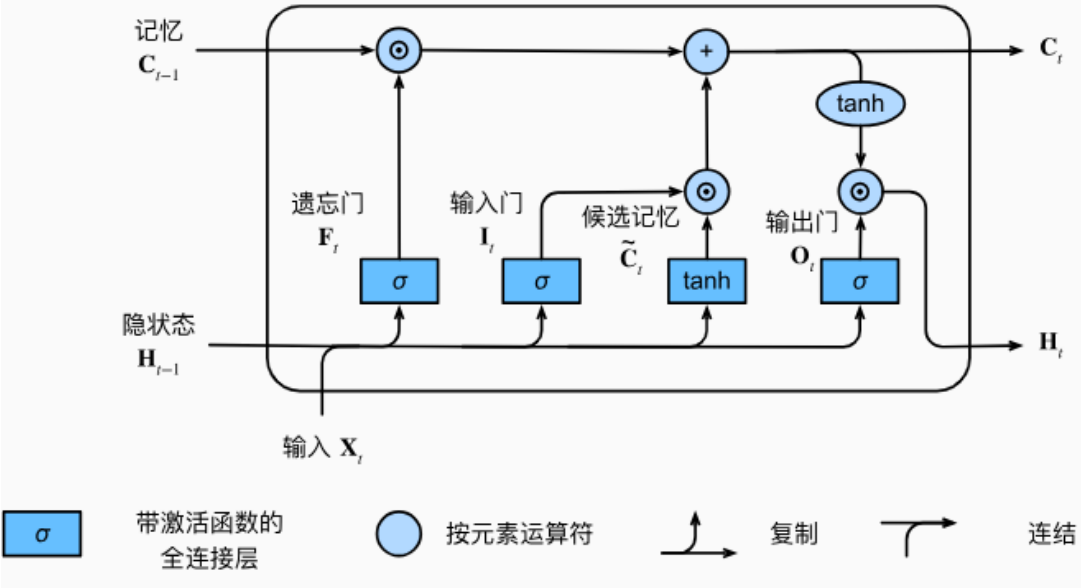 记忆
C_{t-1}
⊙
+
C_t
tanh
遗忘门
F_t
输入门
I_t
⊙
候选记忆
C̃_t
输出门
O_t
⊙
σ
σ
tanh
σ
隐状态
H_{t-1}
H_t
输入 X_t
σ
带激活函数的
全连接层
按元素运算符
复制
连结